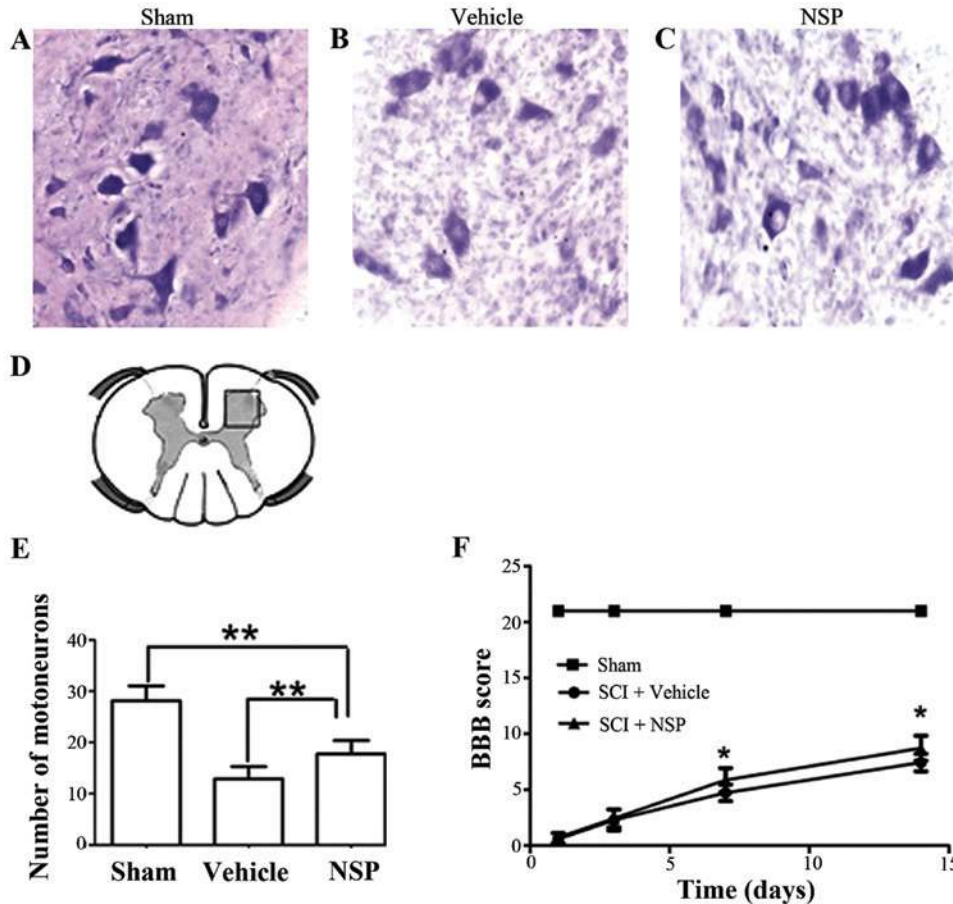 Sham
Vehicle
NSP
A
B
C
D
E
Number of motoneurons
40
30
20
10
0
**
**
Sham
Vehicle
NSP
F
BBB score
25
20
15
10
5
0
Sham
SCI + Vehicle
SCI + NSP
*
*
0
5
10
15
Time (days)